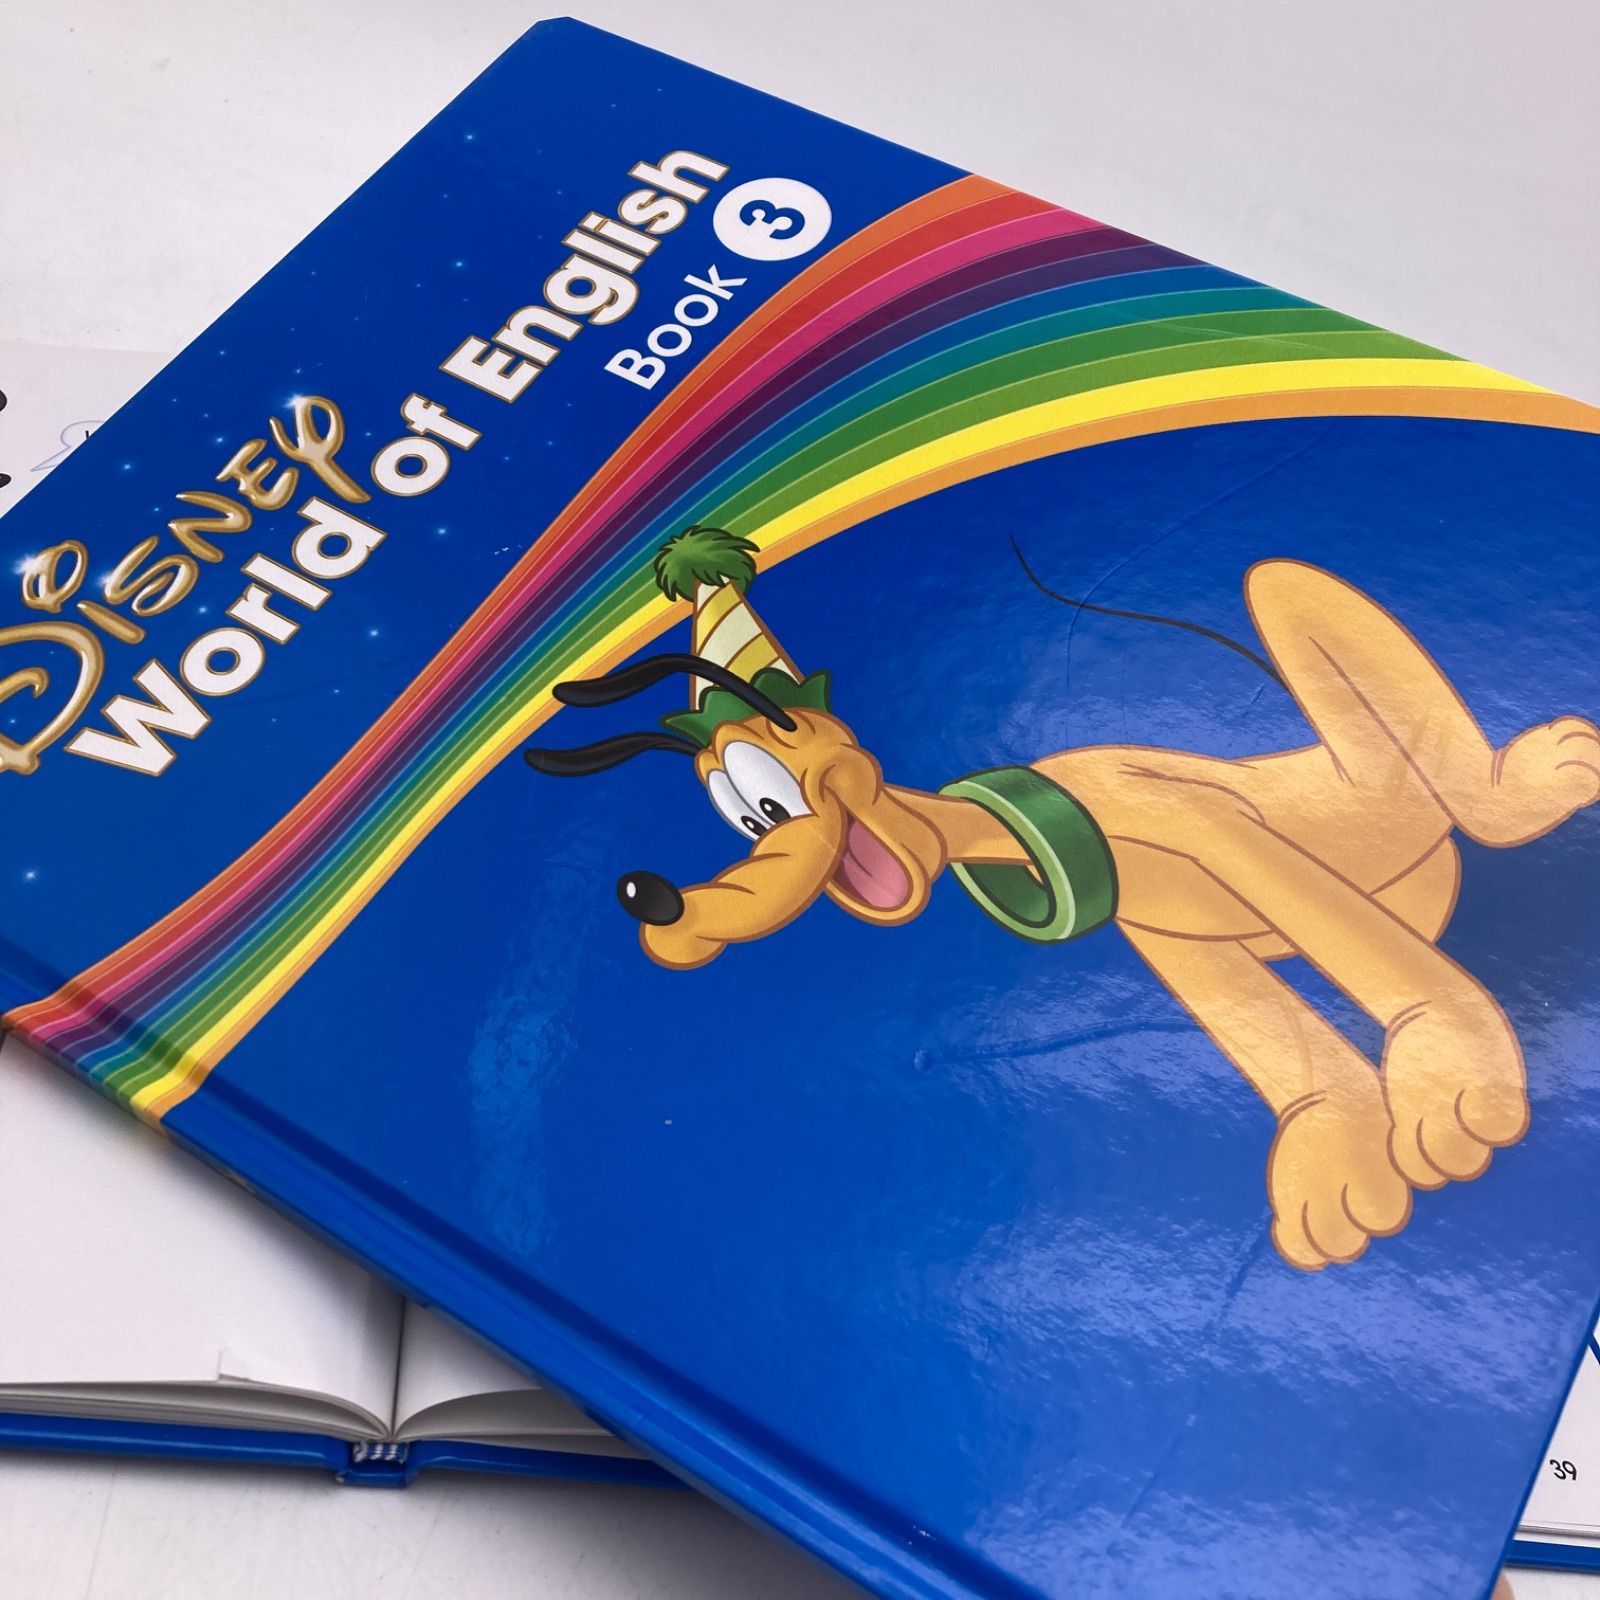 Disney
World of English
Book 3
39